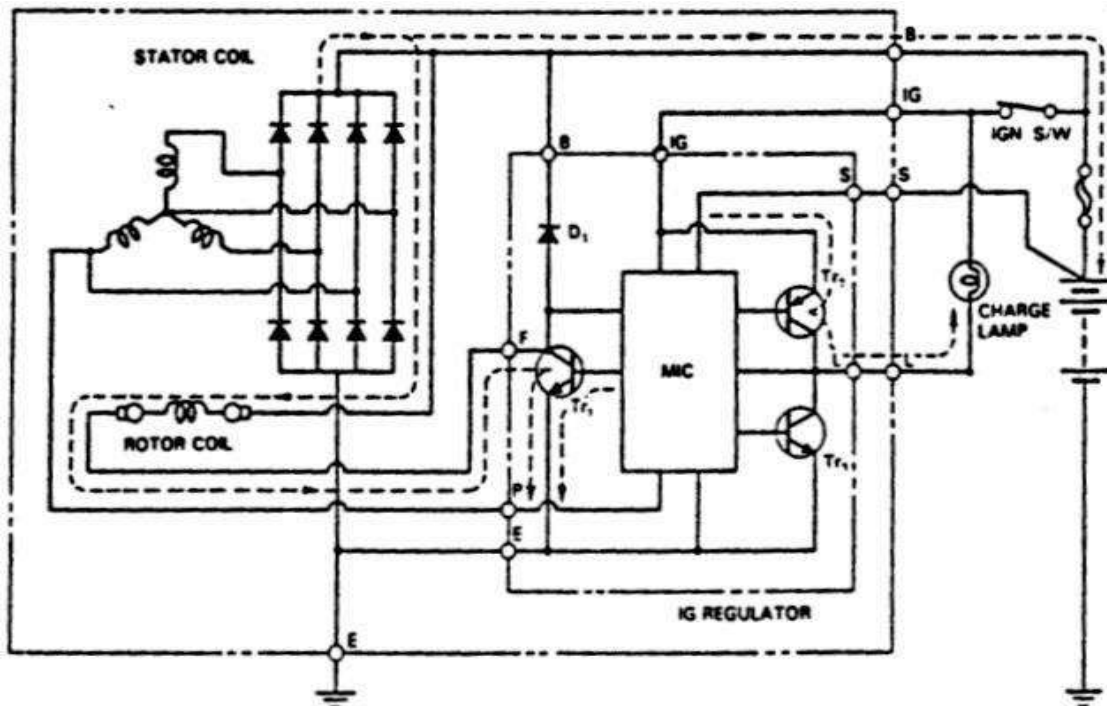 STATOR COIL
B
IG
IGN S/W
B
IG
S
S
D₁
Tr₂
CHARGE
LAMP
MIC
L
F
Tr₁
ROTOR COIL
Tr₃
P
E
IG REGULATOR
E